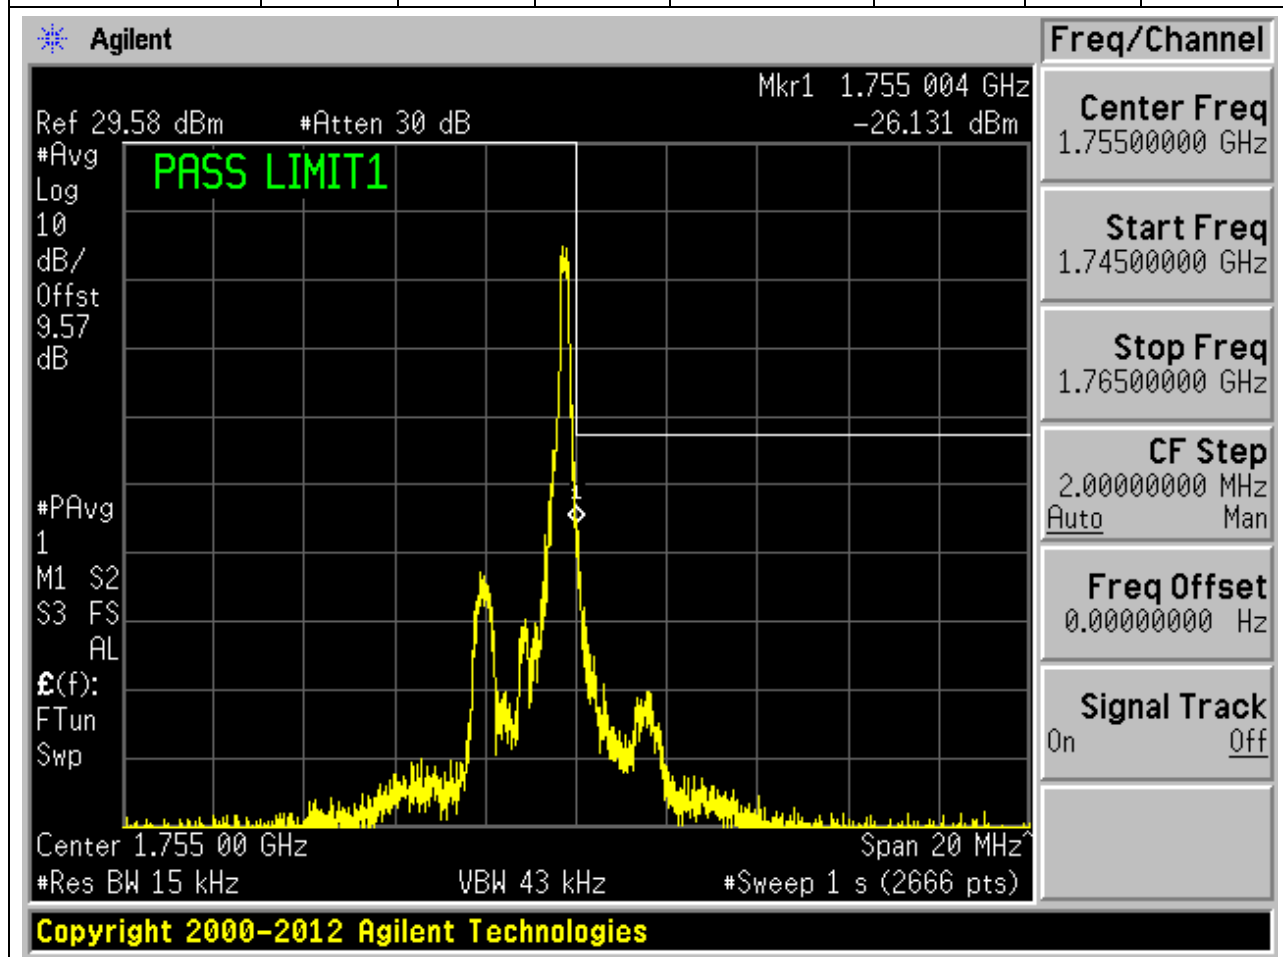 Agilent
Freq/Channel
Mkr1 1.755 004 GHz
Ref 29.58 dBm #Atten 30 dB -26.131 dBm
#Avg
Log
10
dB/
Offst
9.57
dB
PASS LIMIT1
1
#PAvg
1
M1 S2
S3 FS
AL
£(f):
FTun
Swp
Center 1.755 00 GHz Span 20 MHz^
#Res BW 15 kHz VBW 43 kHz #Sweep 1 s (2666 pts)
Center Freq
1.75500000 GHz
Start Freq
1.74500000 GHz
Stop Freq
1.76500000 GHz
CF Step
2.00000000 MHz
Auto Man
Freq Offset
0.00000000 Hz
Signal Track
On Off
Copyright 2000-2012 Agilent Technologies